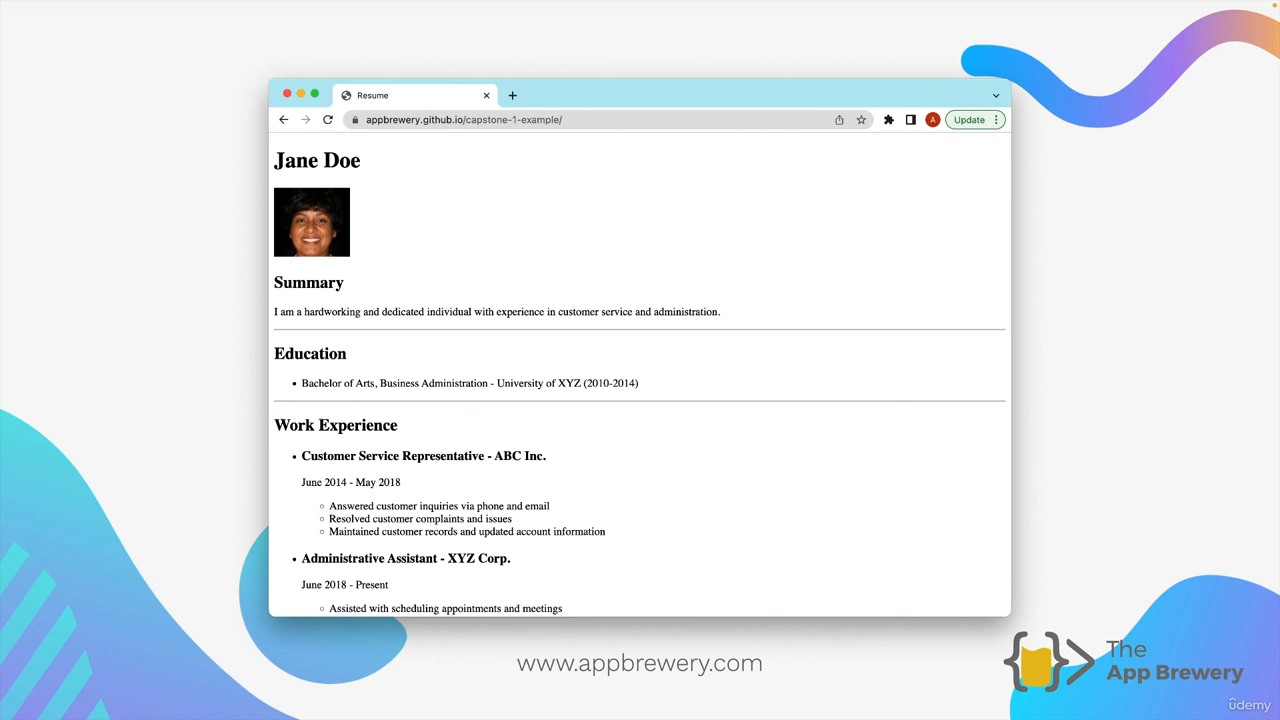 Resume
appbrewery.github.io/capstone-1-example/
A
Update
Jane Doe
Summary
I am a hardworking and dedicated individual with experience in customer service and administration.
Education
Bachelor of Arts, Business Administration - University of XYZ (2010-2014)
Work Experience
Customer Service Representative - ABC Inc.
June 2014 - May 2018
Answered customer inquiries via phone and email
Resolved customer complaints and issues
Maintained customer records and updated account information
Administrative Assistant - XYZ Corp.
June 2018 - Present
Assisted with scheduling appointments and meetings
www.appbrewery.com
The
App Brewery
ûdemy